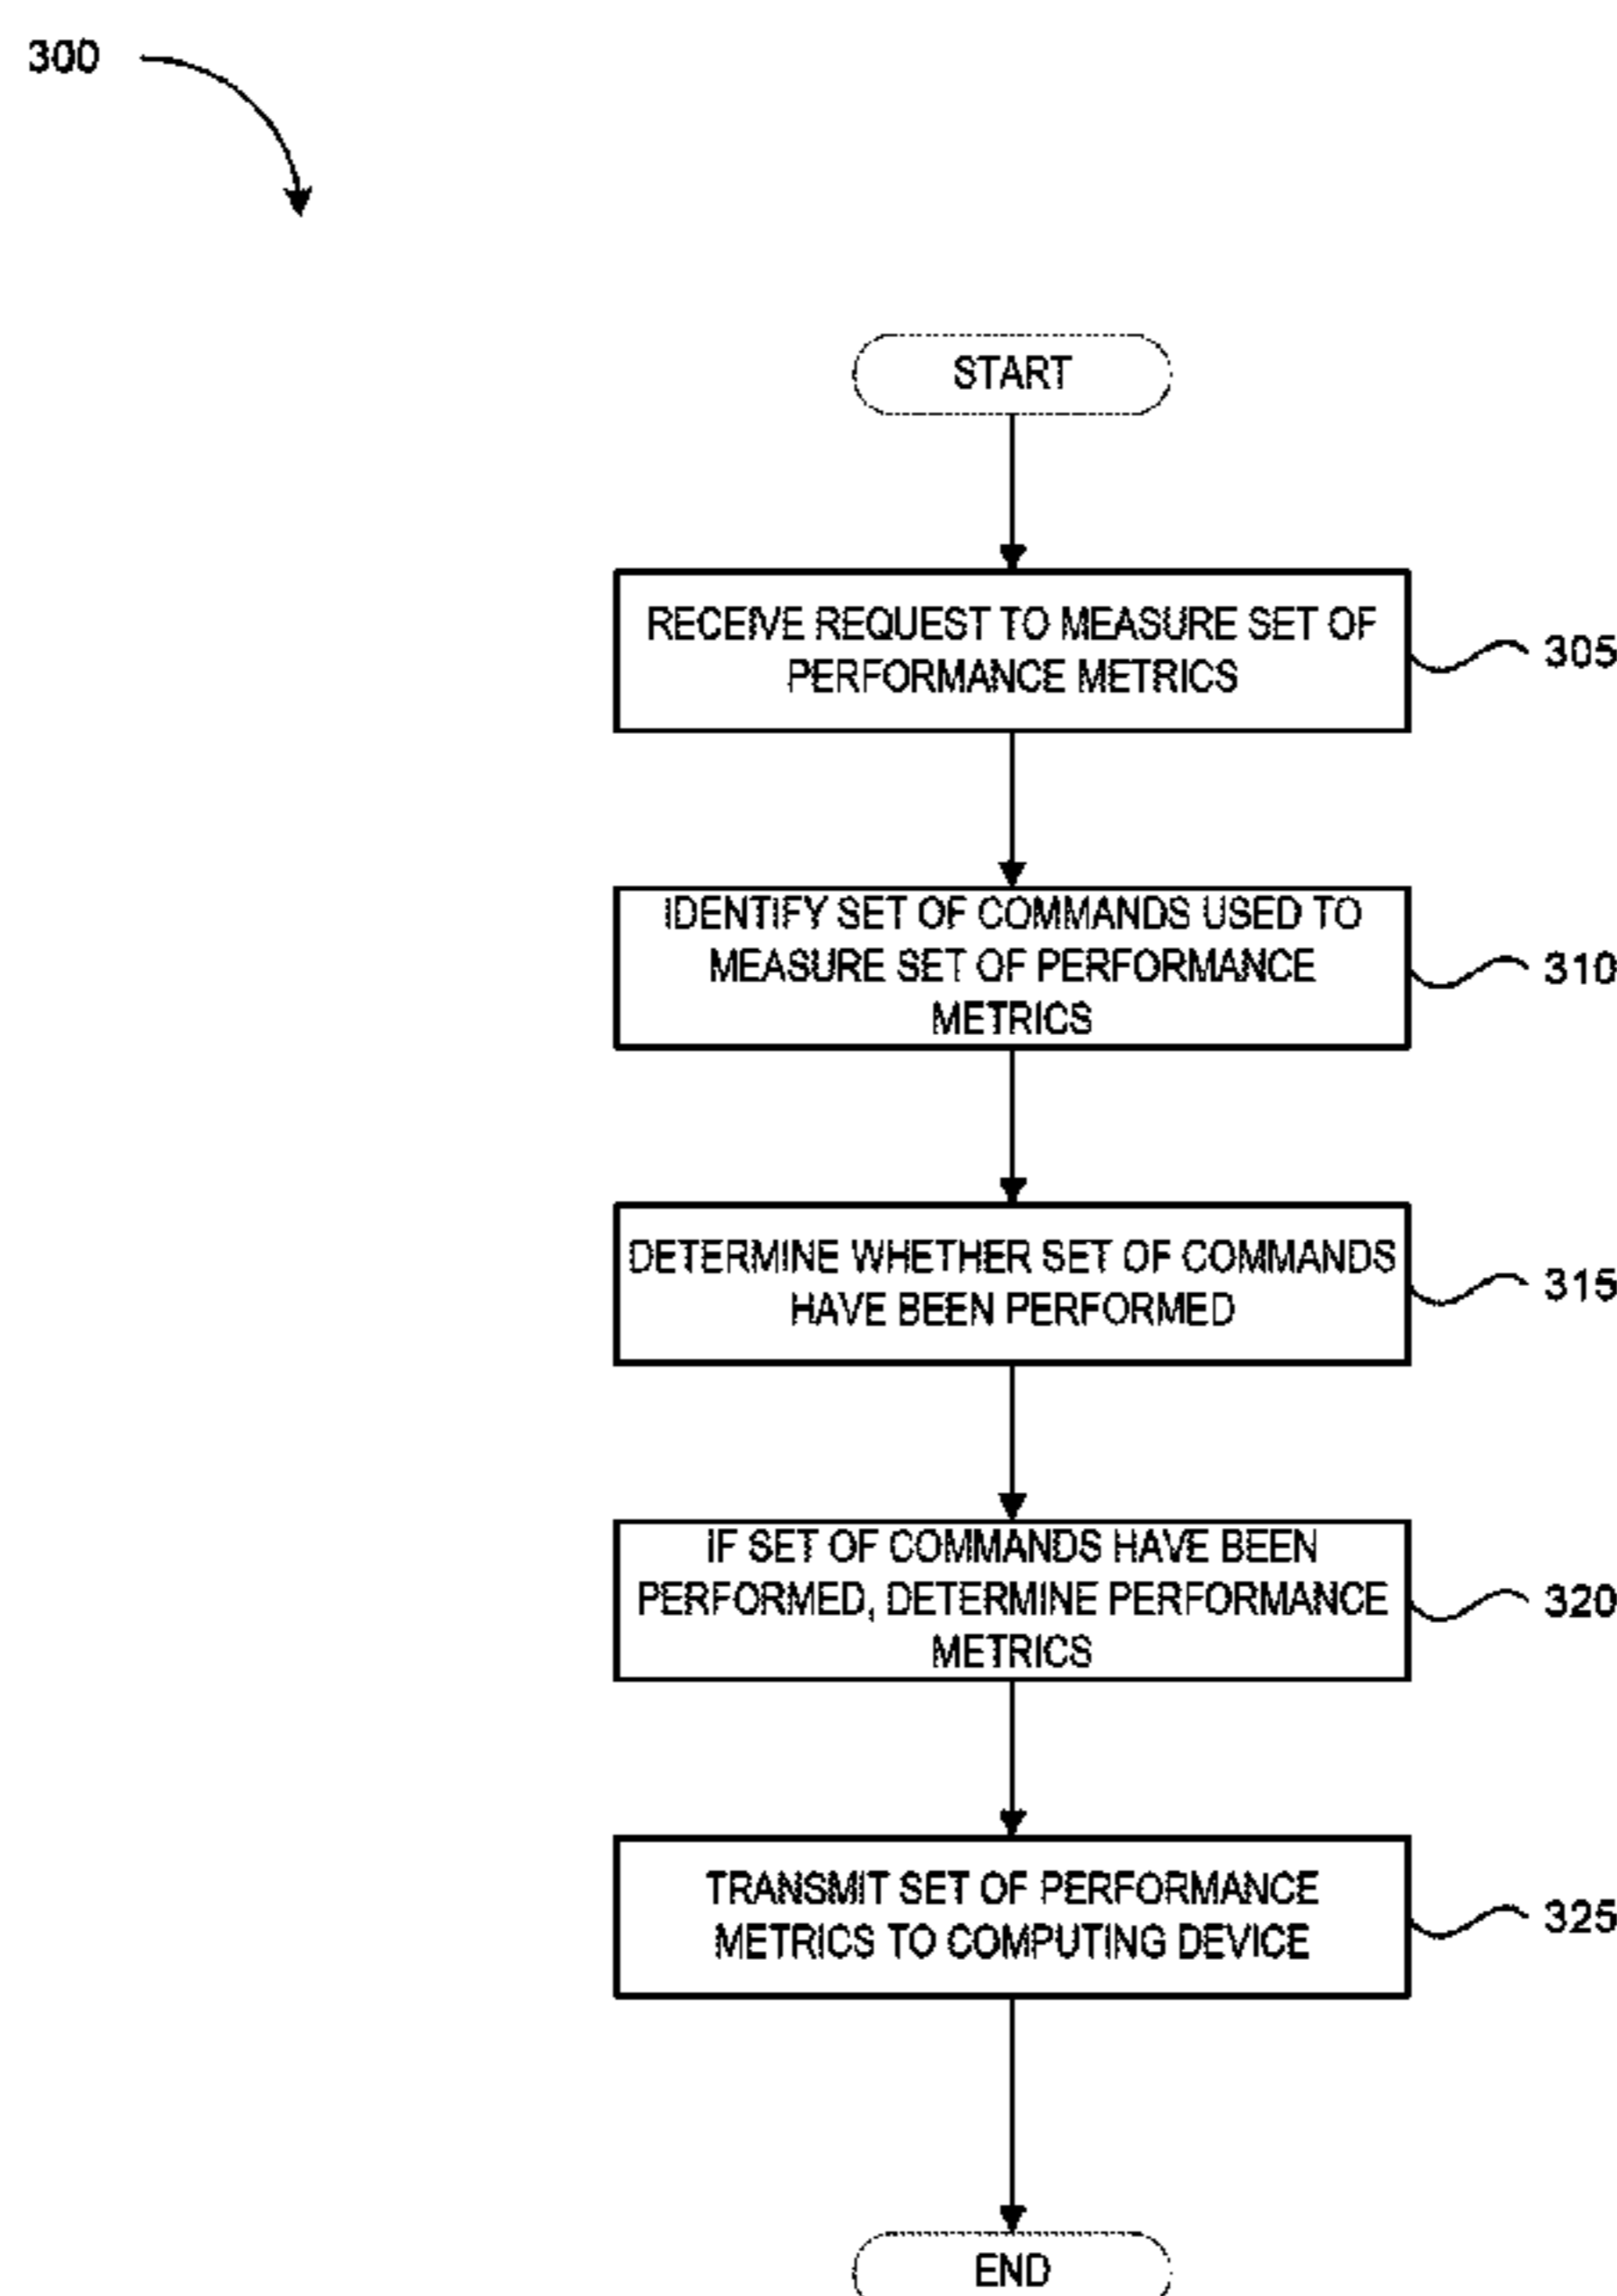 300
START
RECEIVE REQUEST TO MEASURE SET OF
PERFORMANCE METRICS
305
IDENTIFY SET OF COMMANDS USED TO
MEASURE SET OF PERFORMANCE
METRICS
310
DETERMINE WHETHER SET OF COMMANDS
HAVE BEEN PERFORMED
315
IF SET OF COMMANDS HAVE BEEN
PERFORMED, DETERMINE PERFORMANCE
METRICS
320
TRANSMIT SET OF PERFORMANCE
METRICS TO COMPUTING DEVICE
325
END